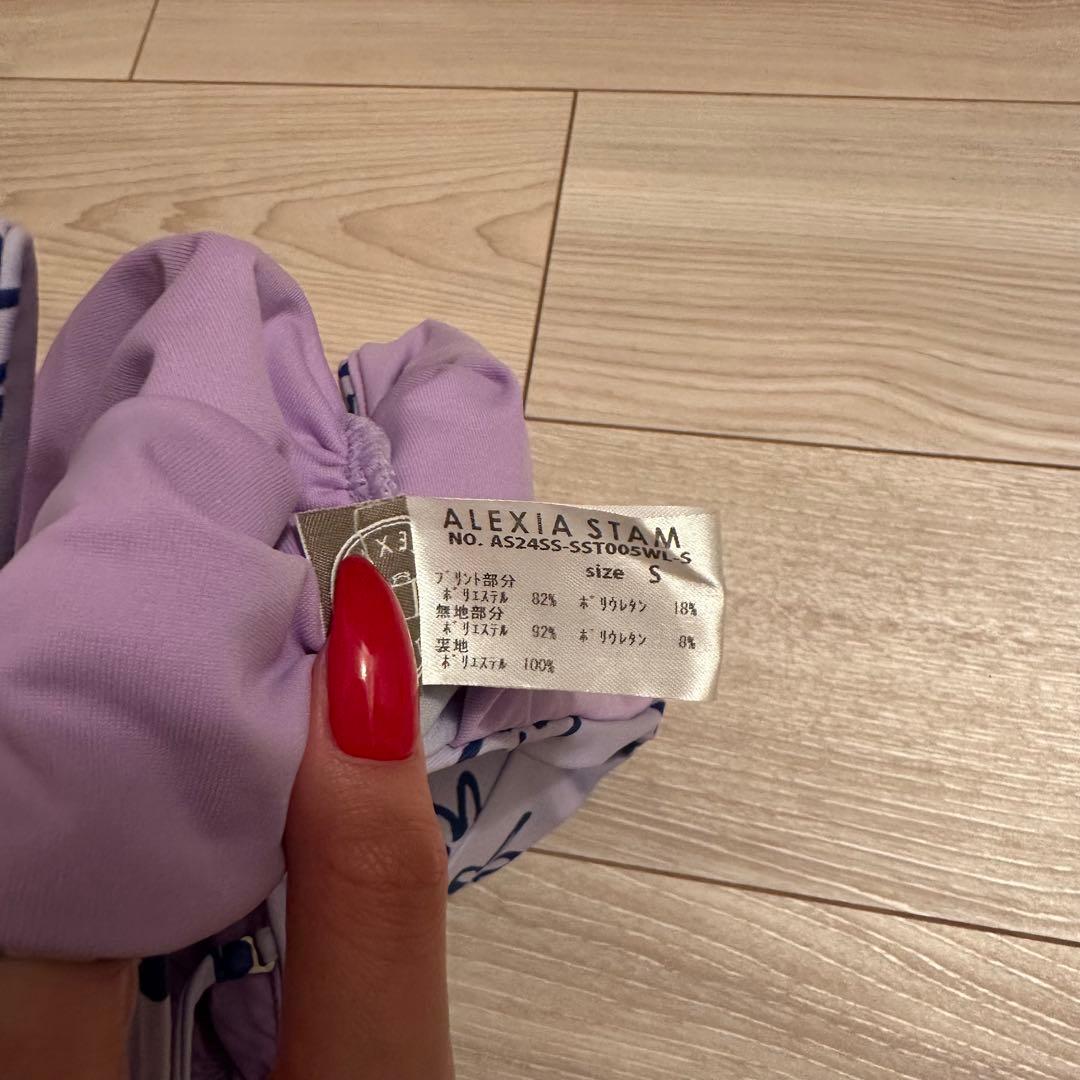 ALEXIA STAM
NO. AS24SS-SST005WL-S
size S
プリント部分
ポリエステル 82% ポリウレタン 18%
無地部分
ポリエステル 92% ポリウレタン 8%
裏地
ポリエステル 100%